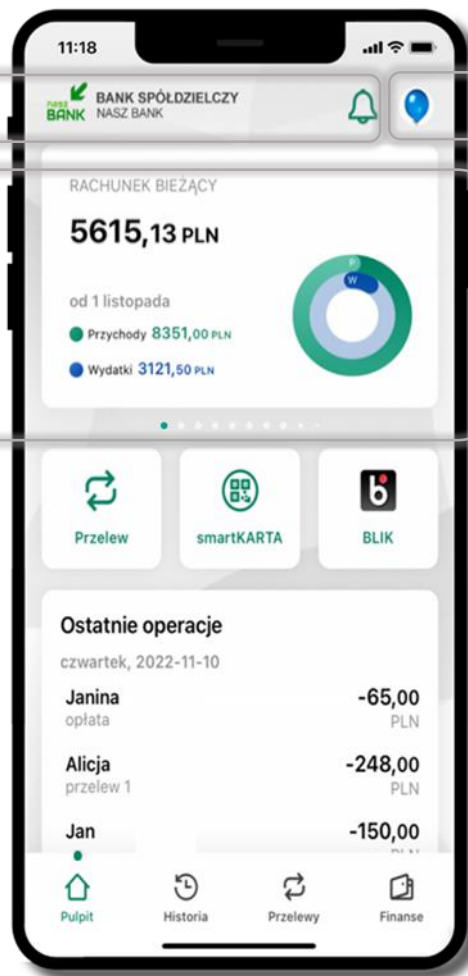 11:18
nasz
BANK
BANK SPÓŁDZIELCZY
NASZ BANK
RACHUNEK BIEŻĄCY
5615,13 PLN
od 1 listopada
Przychody 8351,00 PLN
Wydatki 3121,50 PLN
P
W
Przelew
smartKARTA
BLIK
Ostatnie operacje
czwartek, 2022-11-10
Janina -65,00
opłata PLN
Alicja -248,00
przelew 1 PLN
Jan -150,00
Pulpit Historia Przelewy Finanse